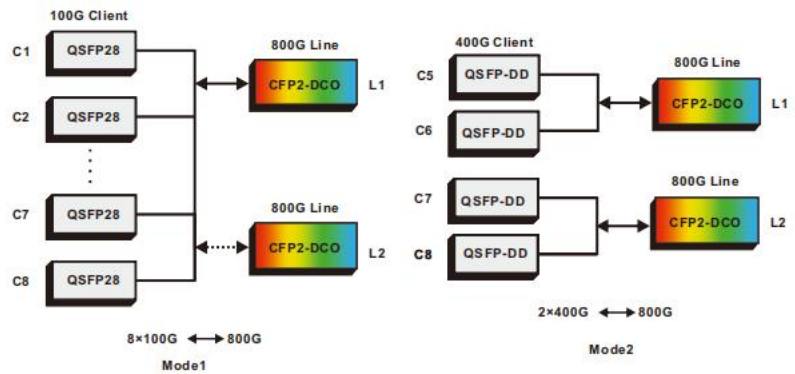 100G Client
C1
QSFP28
800G Line
CFP2-DCO
L1
C2
QSFP28
C7
QSFP28
800G Line
CFP2-DCO
L2
C8
QSFP28
8×100G
800G
Mode1
400G Client
C5
QSFP-DD
800G Line
CFP2-DCO
L1
C6
QSFP-DD
C7
QSFP-DD
800G Line
CFP2-DCO
L2
C8
QSFP-DD
2×400G
800G
Mode2